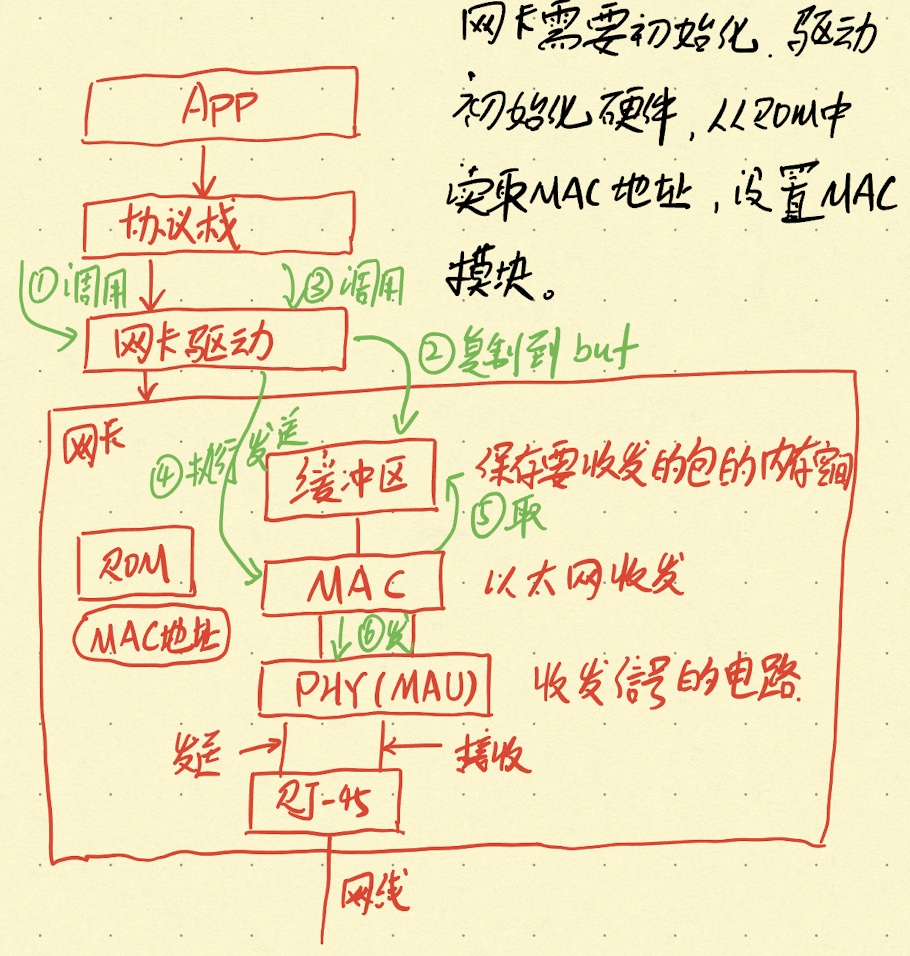 网卡需要初始化.驱动
初始化硬件,从ROM中
读取MAC地址,设置MAC
模块。
APP
协议栈
①调用
③调用
网卡驱动
②复制到buf
网卡
④执行发送
缓冲区
保存要收发的包的内存空间
⑤取
ROM
MAC
以太网收发
MAC地址
⑥发
PHY(MAU)
收发信号的电路.
发送
接收
RJ-45
网线